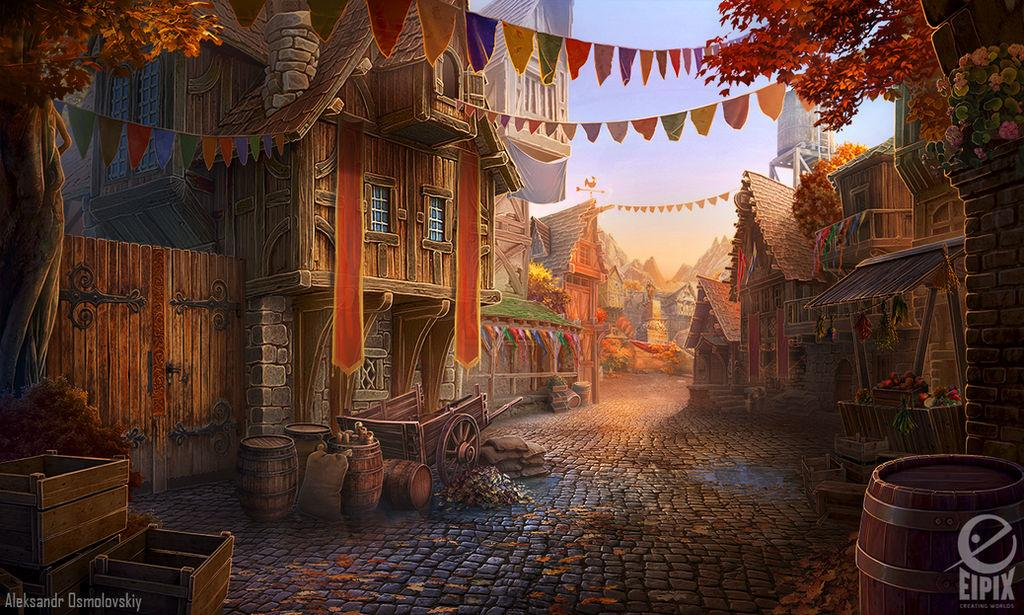 Aleksandr Osmolovskiy
EIPIX
CREATING WORLDS